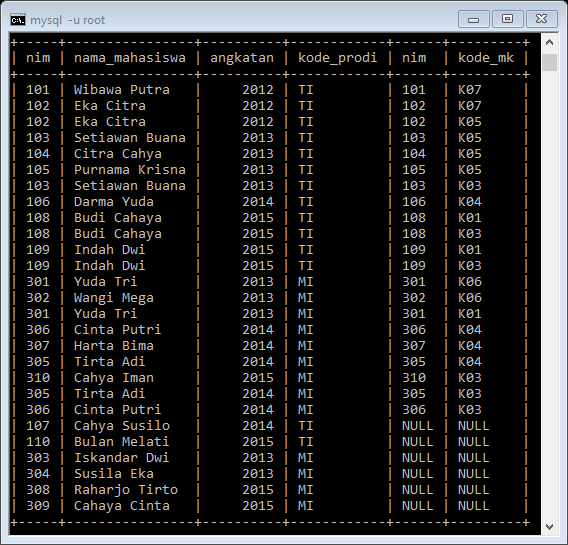 mysql  -u root
+-----+----------------+----------+------------+------+---------+
| nim | nama_mahasiswa | angkatan | kode_prodi | nim  | kode_mk |
+-----+----------------+----------+------------+------+---------+
| 101 | Wibawa Putra   |     2012 | TI         | 101  | K07     |
| 102 | Eka Citra      |     2012 | TI         | 102  | K07     |
| 102 | Eka Citra      |     2012 | TI         | 102  | K05     |
| 103 | Setiawan Buana |     2013 | TI         | 103  | K05     |
| 104 | Citra Cahya    |     2013 | TI         | 104  | K05     |
| 105 | Purnama Krisna |     2013 | TI         | 105  | K05     |
| 103 | Setiawan Buana |     2013 | TI         | 103  | K03     |
| 106 | Darma Yuda     |     2014 | TI         | 106  | K04     |
| 108 | Budi Cahaya    |     2015 | TI         | 108  | K01     |
| 108 | Budi Cahaya    |     2015 | TI         | 108  | K03     |
| 109 | Indah Dwi      |     2015 | TI         | 109  | K01     |
| 109 | Indah Dwi      |     2015 | TI         | 109  | K03     |
| 301 | Yuda Tri       |     2013 | MI         | 301  | K06     |
| 302 | Wangi Mega     |     2013 | MI         | 302  | K06     |
| 301 | Yuda Tri       |     2013 | MI         | 301  | K01     |
| 306 | Cinta Putri    |     2014 | MI         | 306  | K04     |
| 307 | Harta Bima     |     2014 | MI         | 307  | K04     |
| 305 | Tirta Adi      |     2014 | MI         | 305  | K04     |
| 310 | Cahya Iman     |     2015 | MI         | 310  | K03     |
| 305 | Tirta Adi      |     2014 | MI         | 305  | K03     |
| 306 | Cinta Putri    |     2014 | MI         | 306  | K03     |
| 107 | Cahya Susilo   |     2014 | TI         | NULL | NULL    |
| 110 | Bulan Melati   |     2015 | TI         | NULL | NULL    |
| 303 | Iskandar Dwi   |     2013 | MI         | NULL | NULL    |
| 304 | Susila Eka     |     2013 | MI         | NULL | NULL    |
| 308 | Raharjo Tirto  |     2015 | MI         | NULL | NULL    |
| 309 | Cahaya Cinta   |     2015 | MI         | NULL | NULL    |
+-----+----------------+----------+------------+------+---------+